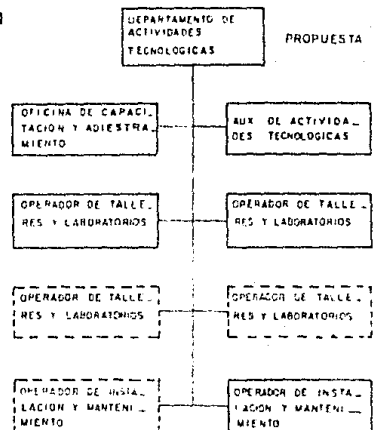 DEPARTAMENTO DE
ACTIVIDADES
TECNOLOGICAS
PROPUESTA
OFICINA DE CAPACI_
TACION Y ADIESTRA_
MIENTO
AUX DE ACTIVIDA_
DES TECNOLOGICAS
OPERADOR DE TALLE_
RES Y LABORATORIOS
OPERADOR DE TALLE_
RES Y LABORATORIOS
OPERADOR DE TALLE_
RES Y LABORATORIOS
OPERADOR DE TALLE_
RES Y LABORATORIOS
OPERADOR DE INSTA_
LACION Y MANTENI_
MIENTO
OPERADOR DE INSTA_
LACION Y MANTENI_
MIENTO